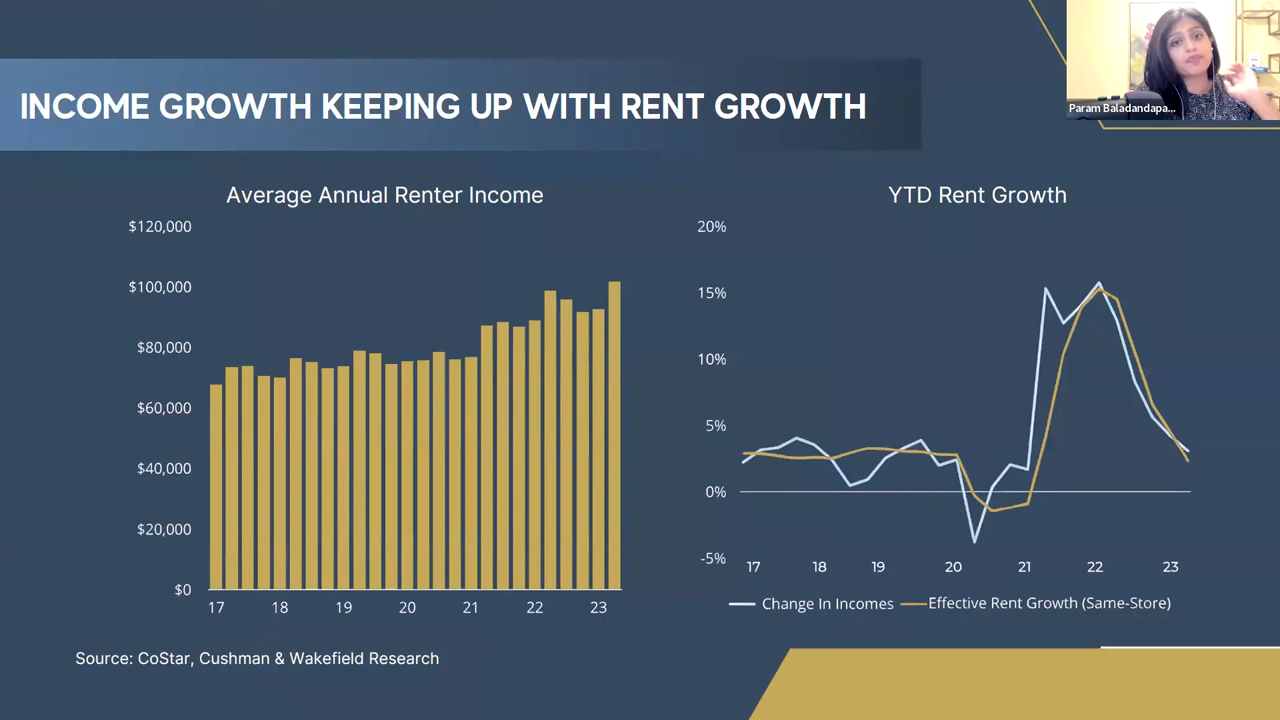 INCOME GROWTH KEEPING UP WITH RENT GROWTH
Param Baladandapa...
Average Annual Renter Income
$120,000
$100,000
$80,000
$60,000
$40,000
$20,000
$0
17 18 19 20 21 22 23
YTD Rent Growth
20%
15%
10%
5%
0%
-5%
17 18 19 20 21 22 23
Change In Incomes Effective Rent Growth (Same-Store)
Source: CoStar, Cushman & Wakefield Research